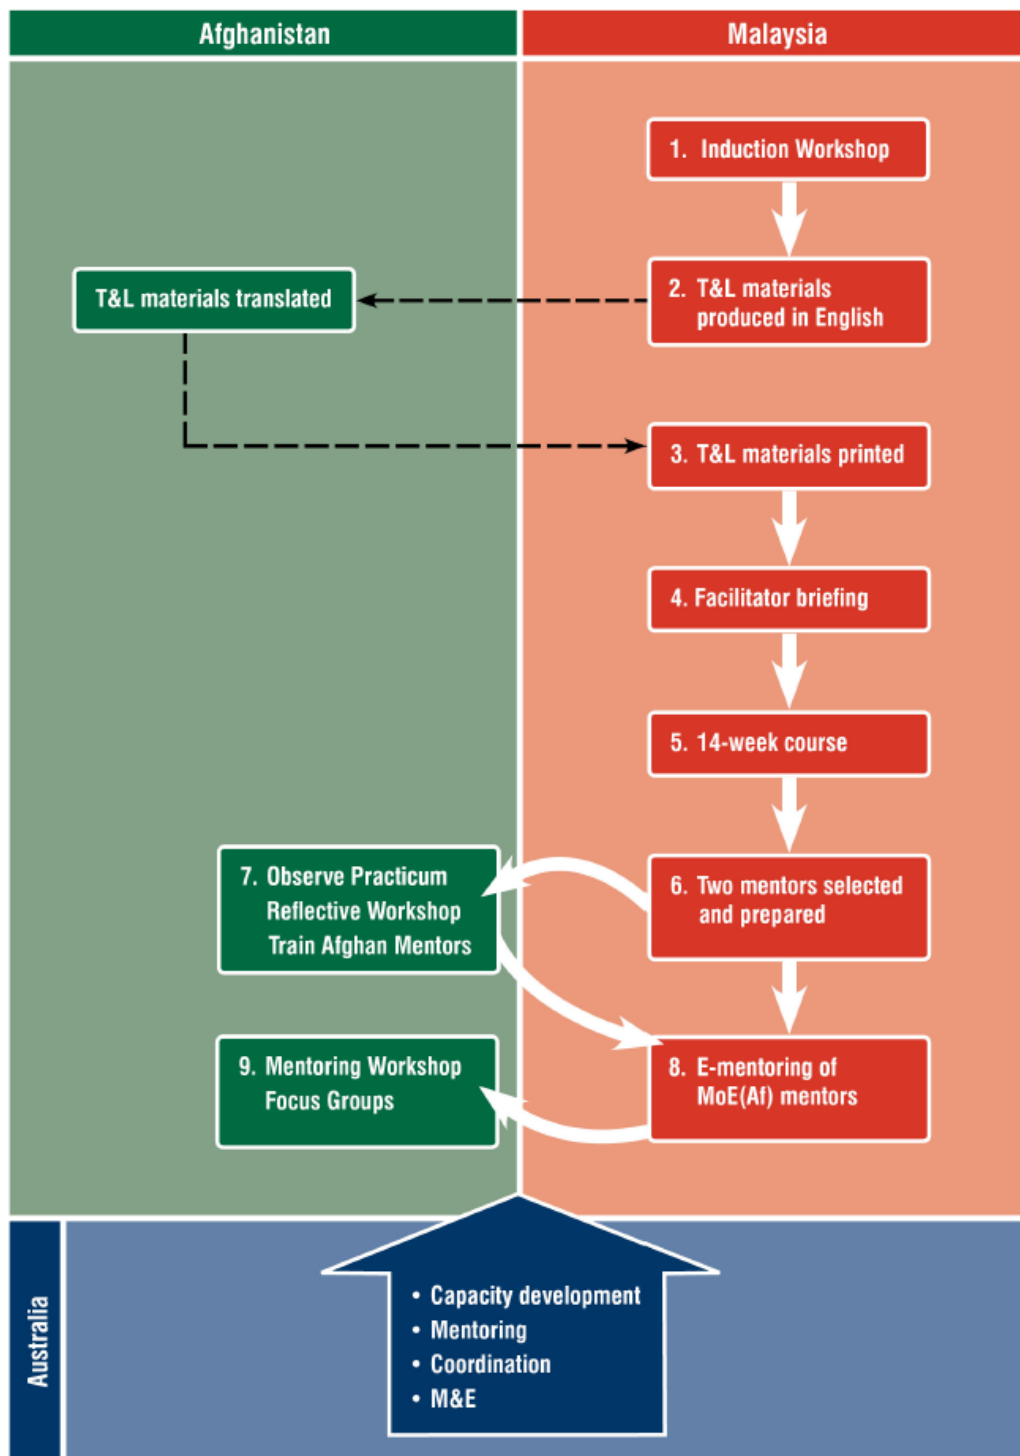 Afghanistan
Malaysia
1. Induction Workshop
T&L materials translated
2. T&L materials
produced in English
3. T&L materials printed
4. Facilitator briefing
5. 14-week course
7. Observe Practicum
Reflective Workshop
Train Afghan Mentors
6. Two mentors selected
and prepared
9. Mentoring Workshop
Focus Groups
8. E-mentoring of
MoE(Af) mentors
Australia
• Capacity development
• Mentoring
• Coordination
• M&E